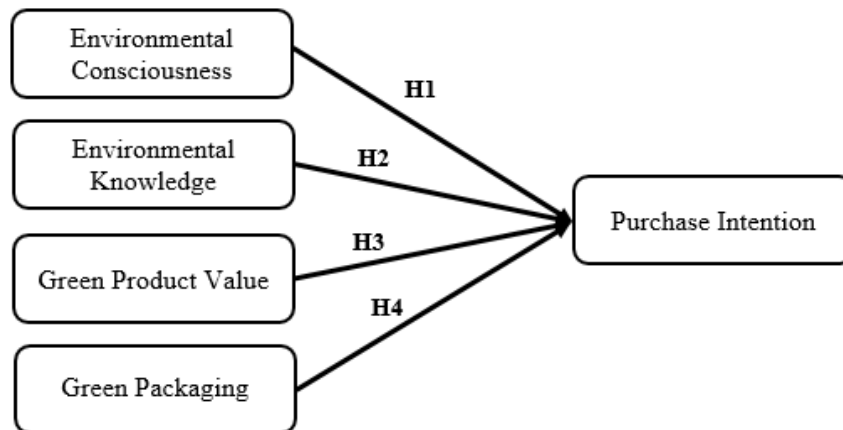 Environmental
Consciousness
H1
Environmental
Knowledge
H2
Purchase Intention
H3
Green Product Value
H4
Green Packaging